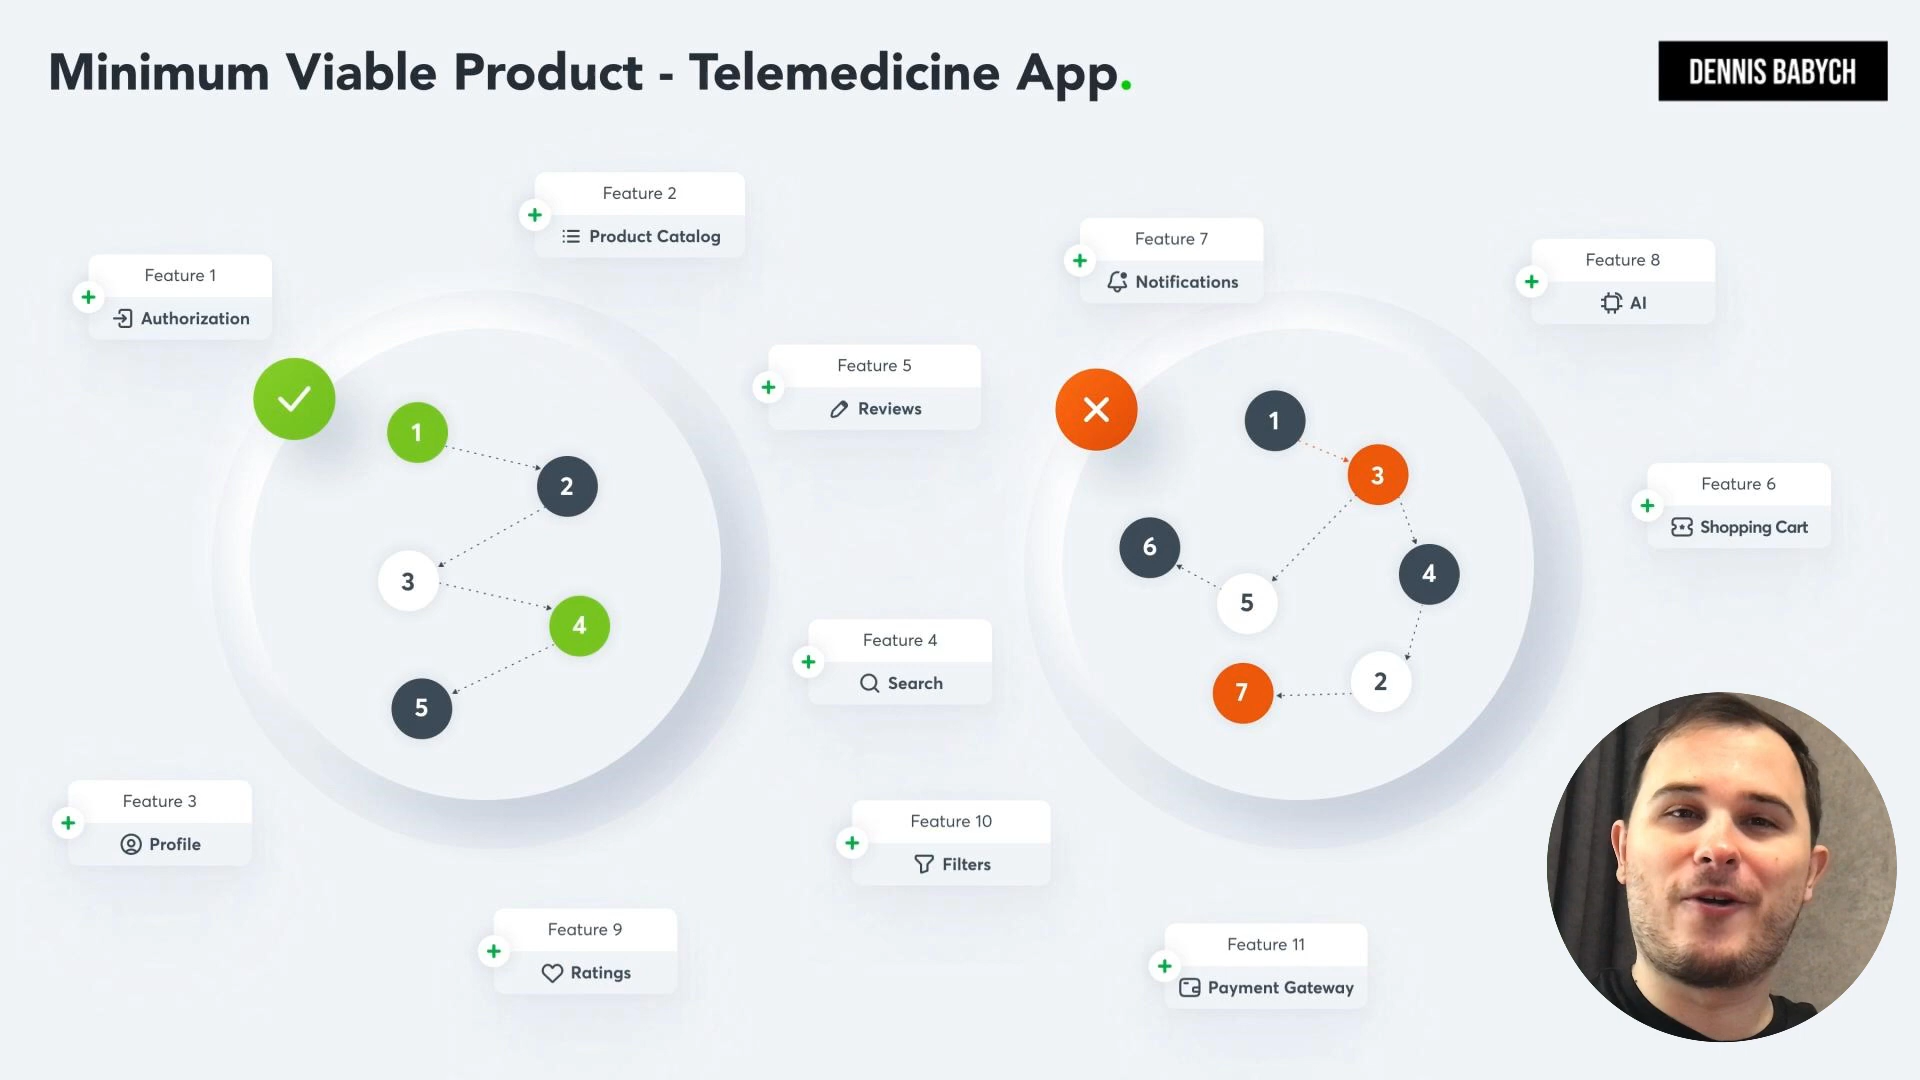 Minimum Viable Product - Telemedicine App.
DENNIS BABYCH
Feature 1
Authorization
Feature 2
Product Catalog
Feature 7
Notifications
Feature 8
AI
Feature 5
Reviews
Feature 6
Shopping Cart
1
2
3
4
5
1
3
6
4
5
2
7
Feature 4
Search
Feature 3
Profile
Feature 10
Filters
Feature 9
Ratings
Feature 11
Payment Gateway